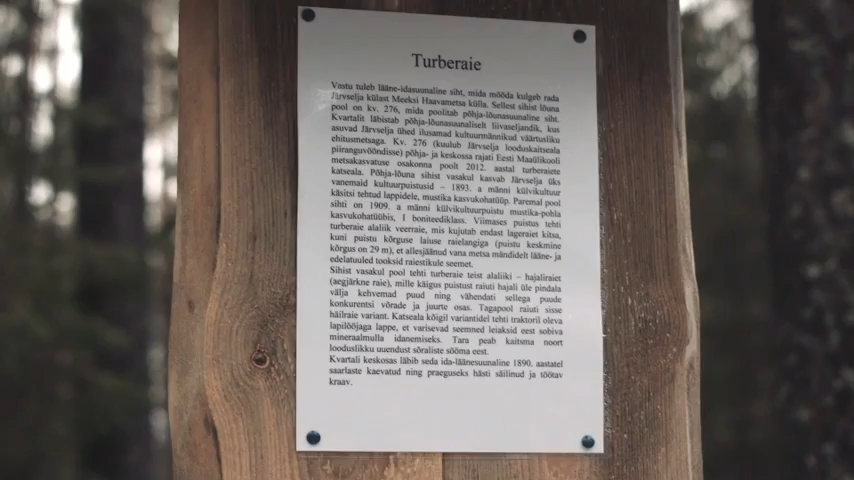 Turberaie
Vastu tuleb lääne-idasuunaline siht, mida mööda kulgeb rada
Järvselja külast Meeksi Haavametsa külla. Sellest sihist lõuna
pool on kv. 276, mida poolitab põhja-lõunasuunaline siht.
Kvartalit läbistab põhja-lõunasuunaliselt liivaseljandik, kus
asuvad Järvselja ühed ilusamad kultuurmännikud väärtusliku
ehitusmetsaga. Kv. 276 (kuulub Järvselja looduskaitseala
piiranguvööndisse) põhja- ja keskossa rajati Eesti Maaülikooli
metsakasvatuse osakonna poolt 2012. aastal turberaiete
katseala. Põhja-lõuna sihist vasakul kasvab Järvselja üks
vanemaid kultuurpuistusid – 1893. a männi külvikultuur
käsitsi tehtud lappidele, mustika kasvukohatüüp. Paremal pool
sihti on 1909. a männi külvikultuurpuistu mustika-pohla
kasvukohatüübis, I boniteediklass. Viimases puistus tehti
turberaie alaliik veerraie, mis kujutab endast lageraiet kitsa,
kuni puistu kõrguse laiuse raielangiga (puistu keskmine
kõrgus on 29 m), et allesjäänud vana metsa mändidelt lääne- ja
edelatuuled tooksid raiestikule seemet.
Sihist vasakul pool tehti turberaie teist alaliiki – hajaliraiet
(aegjärkne raie), mille käigus puistust raiuti hajali üle pindala
välja kehvemad puud ning vähendati sellega puude
konkurentsi võrade ja juurte osas. Tagapool raiuti sisse
häilraie variant. Katseala kõigil variantidel tehti traktoril oleva
lapilööjaga lappe, et varisevad seemned leiaksid eest sobiva
mineraalmulla idanemiseks. Tara peab kaitsma noort
looduslikku uuendust sõraliste sööma eest.
Kvartali keskosas läbib seda ida-läänesuunaline 1890. aastatel
saarlaste kaevatud ning praeguseks hästi säilinud ja töötav
kraav.